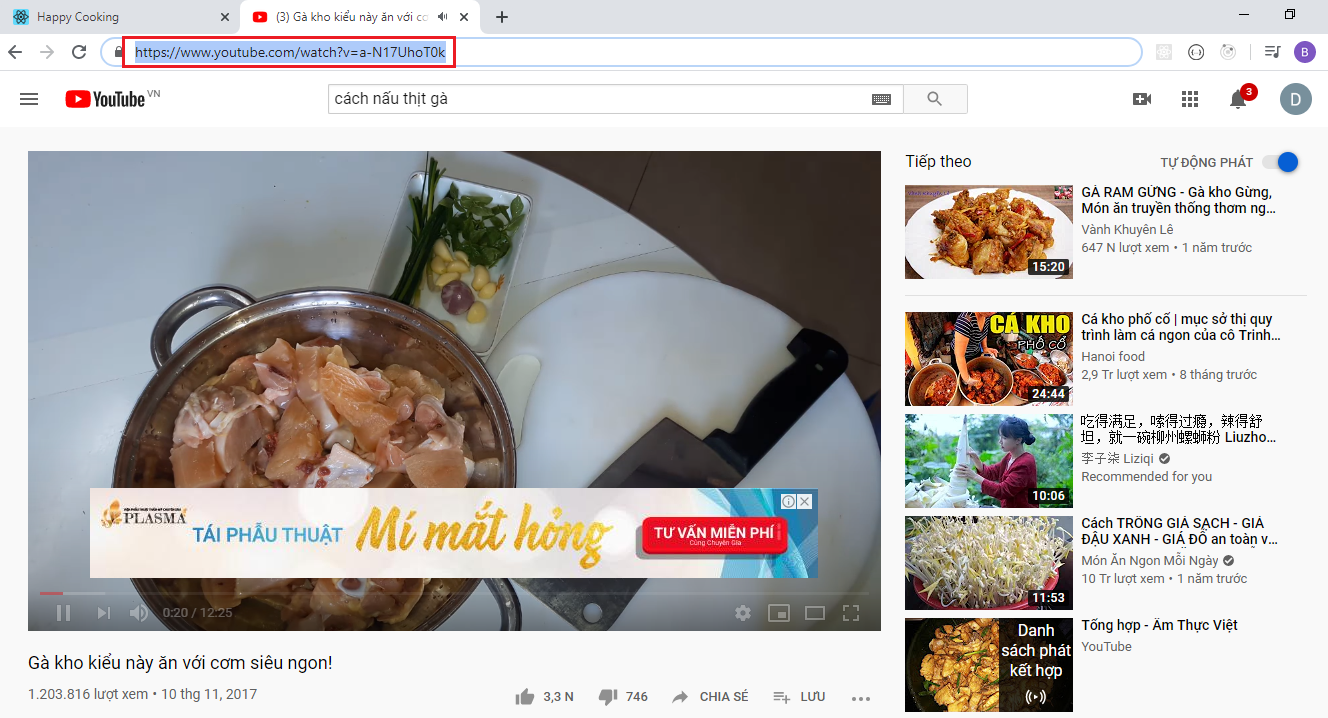 Happy Cooking
(3) Gà kho kiểu này ăn với cơ
https://www.youtube.com/watch?v=a-N17UhoT0k
B
YouTube VN
cách nấu thịt gà
3
D
PLASMA
TÁI PHẪU THUẬT Mí mắt hỏng
TƯ VẤN MIỄN PHÍ
Cùng Chuyên Gia
0:20 / 12:25
Gà kho kiểu này ăn với cơm siêu ngon!
1.203.816 lượt xem • 10 thg 11, 2017
3,3 N 746 CHIA SẺ LƯU
Tiếp theo TỰ ĐỘNG PHÁT
15:20
GÀ RAM GỪNG - Gà kho Gừng,
Món ăn truyền thống thơm ng...
Vành Khuyên Lê
647 N lượt xem • 1 năm trước
CÁ KHO
PHỐ CỔ
24:44
Cá kho phố cổ | mục sở thị quy
trình làm cá ngon của cô Trinh...
Hanoi food
2,9 Tr lượt xem • 8 tháng trước
10:06
吃得满足，嗦得过瘾，辣得舒
坦，就一碗柳州螺蛳粉 Liuzho...
李子柒 Liziqi
Recommended for you
11:53
Cách TRỒNG GIÁ SẠCH - GIÁ
ĐẬU XANH - GIÁ ĐỖ an toàn v...
Món Ăn Ngon Mỗi Ngày
10 Tr lượt xem • 1 năm trước
Danh
sách phát
kết hợp
Tổng hợp - Ẩm Thực Việt
YouTube